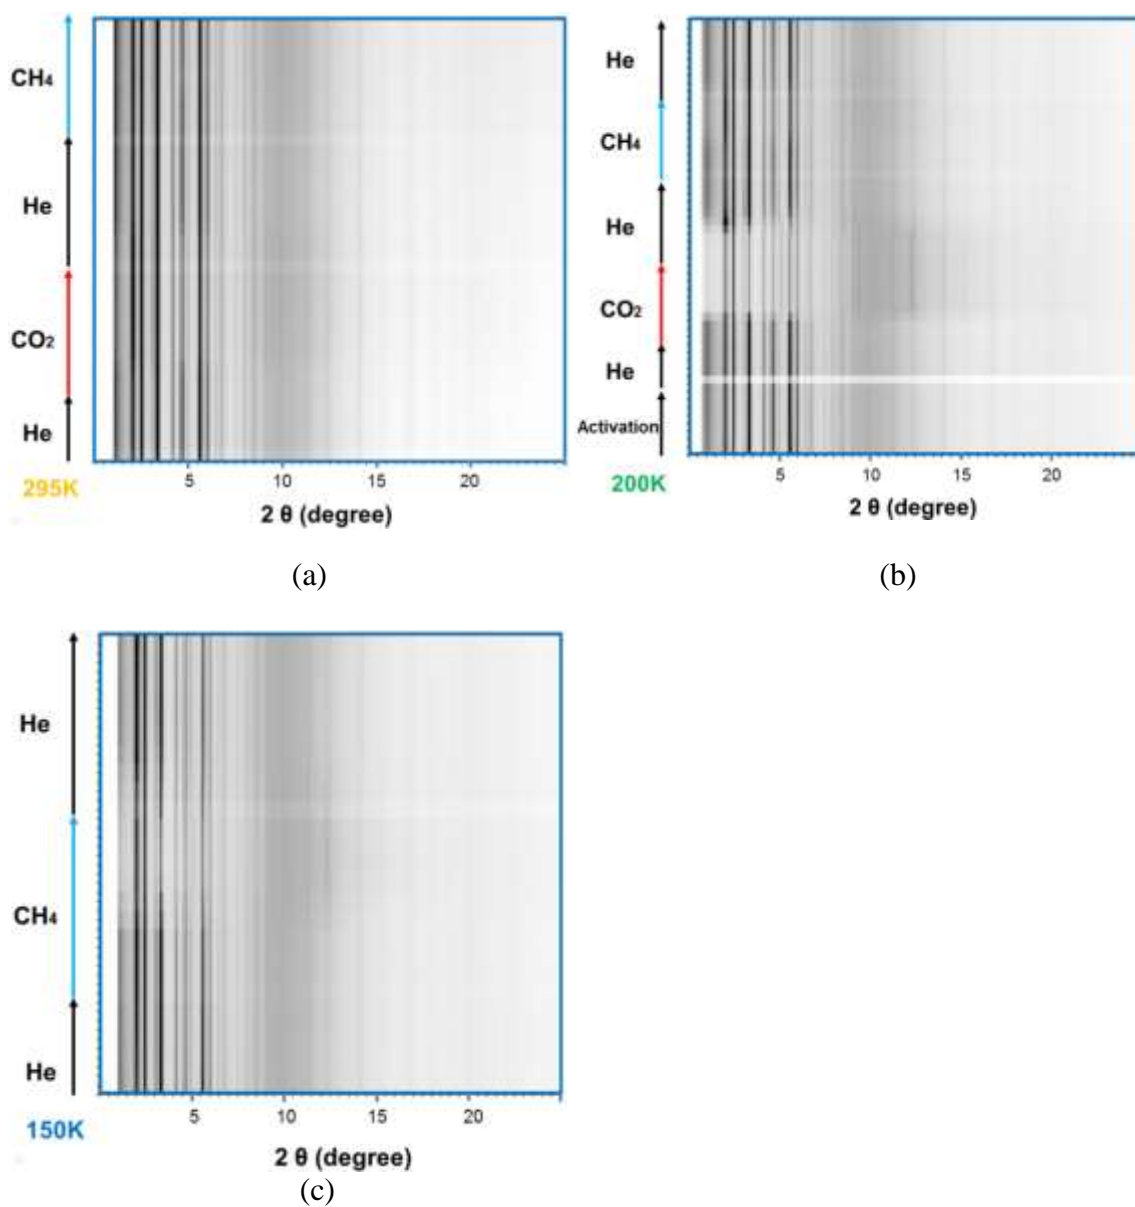 CH₄
He
CO₂
He
295K
5 10 15 20
2 θ (degree)
(a)
He
CH₄
He
CO₂
He
Activation
200K
5 10 15 20
2 θ (degree)
(b)
He
CH₄
He
150K
5 10 15 20
2 θ (degree)
(c)